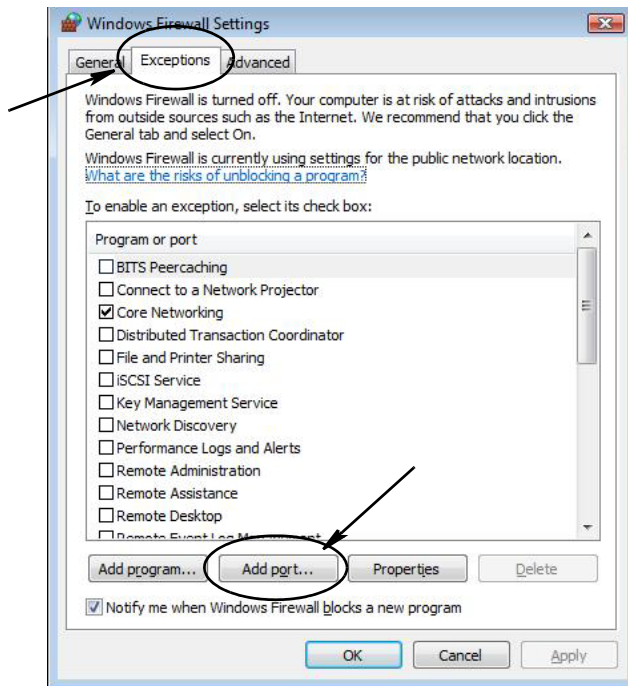 Windows Firewall Settings
General Exceptions Advanced
Windows Firewall is turned off. Your computer is at risk of attacks and intrusions
from outside sources such as the Internet. We recommend that you click the
General tab and select On.
Windows Firewall is currently using settings for the public network location.
What are the risks of unblocking a program?
To enable an exception, select its check box:
Program or port
BITS Peercaching
Connect to a Network Projector
Core Networking
Distributed Transaction Coordinator
File and Printer Sharing
iSCSI Service
Key Management Service
Network Discovery
Performance Logs and Alerts
Remote Administration
Remote Assistance
Remote Desktop
Remote Event Log Management
Add program... Add port... Properties Delete
Notify me when Windows Firewall blocks a new program
OK Cancel Apply